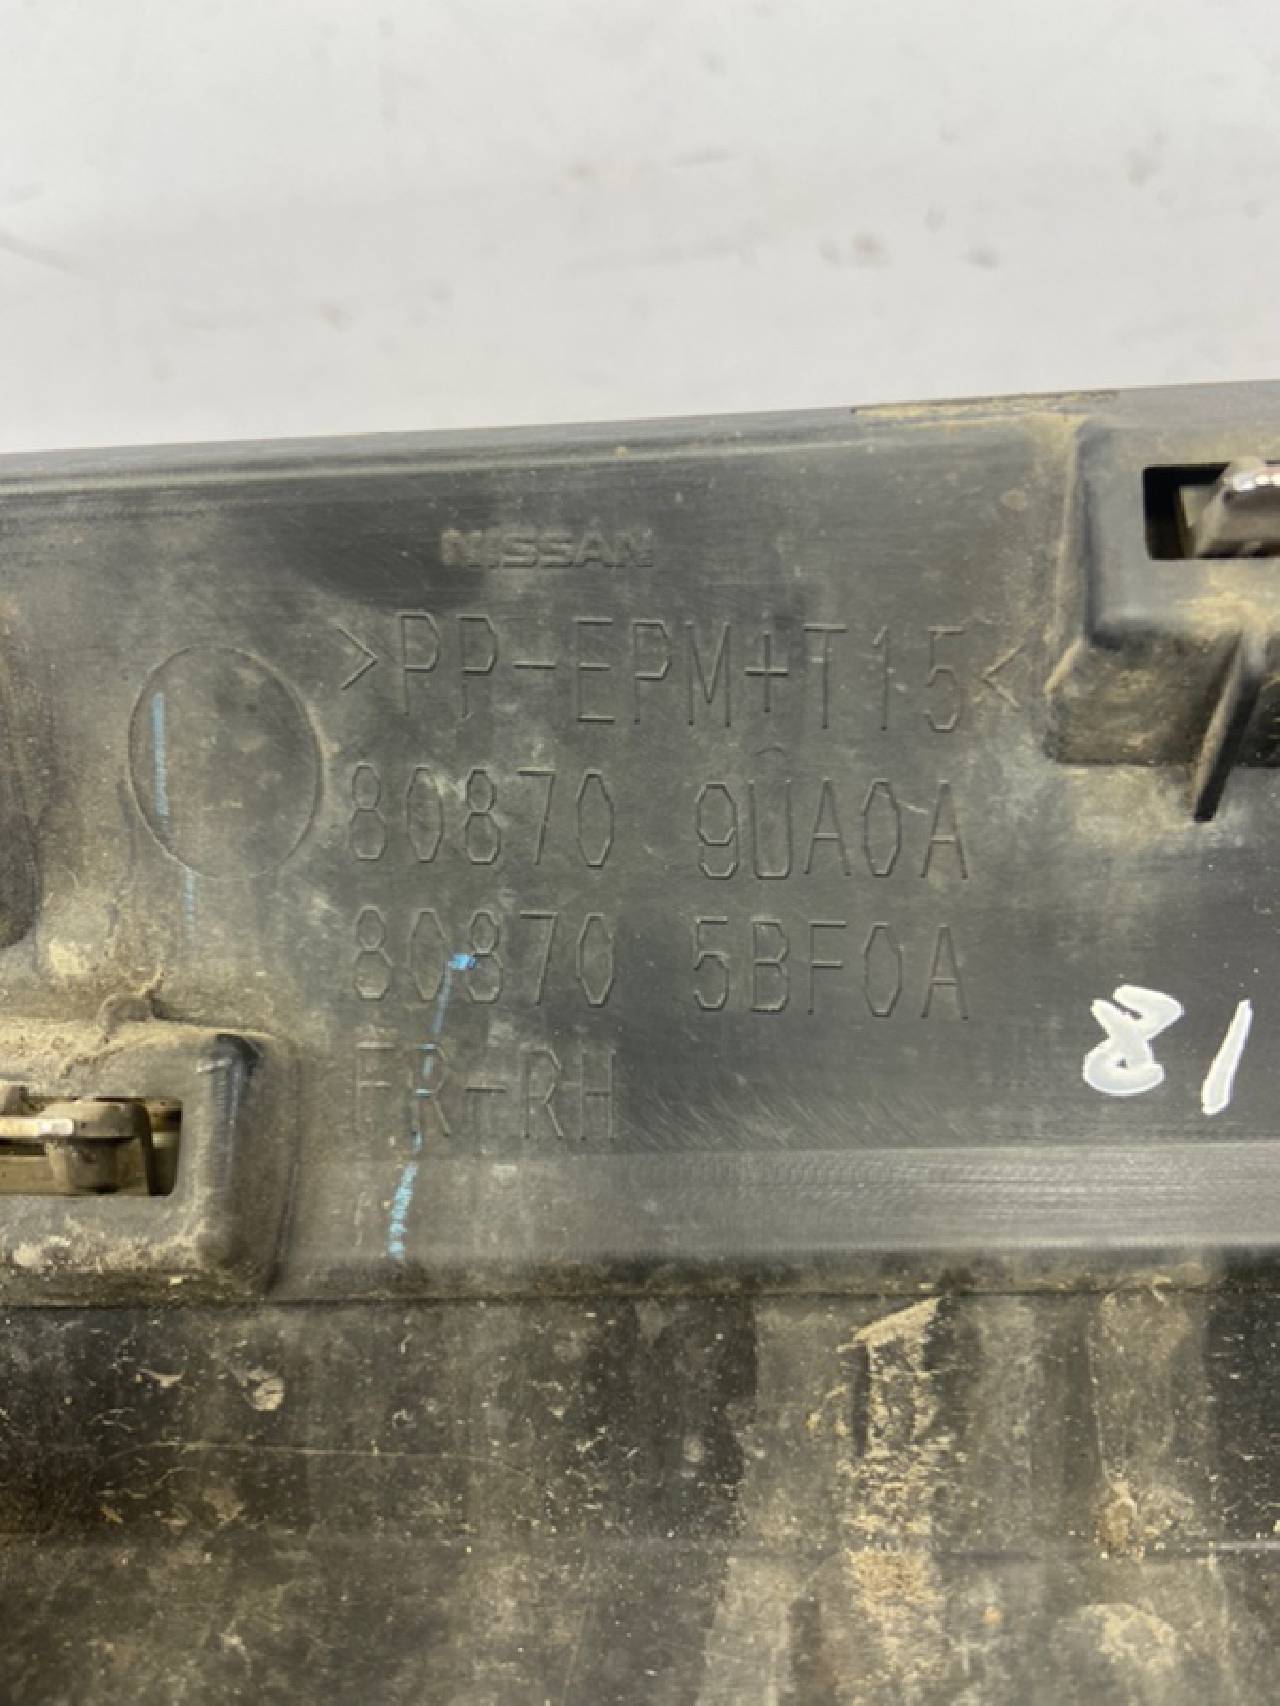 NISSAN
>PP-EPM+T15<
80870 9UA0A
80870 5BF0A
FR-RH
81